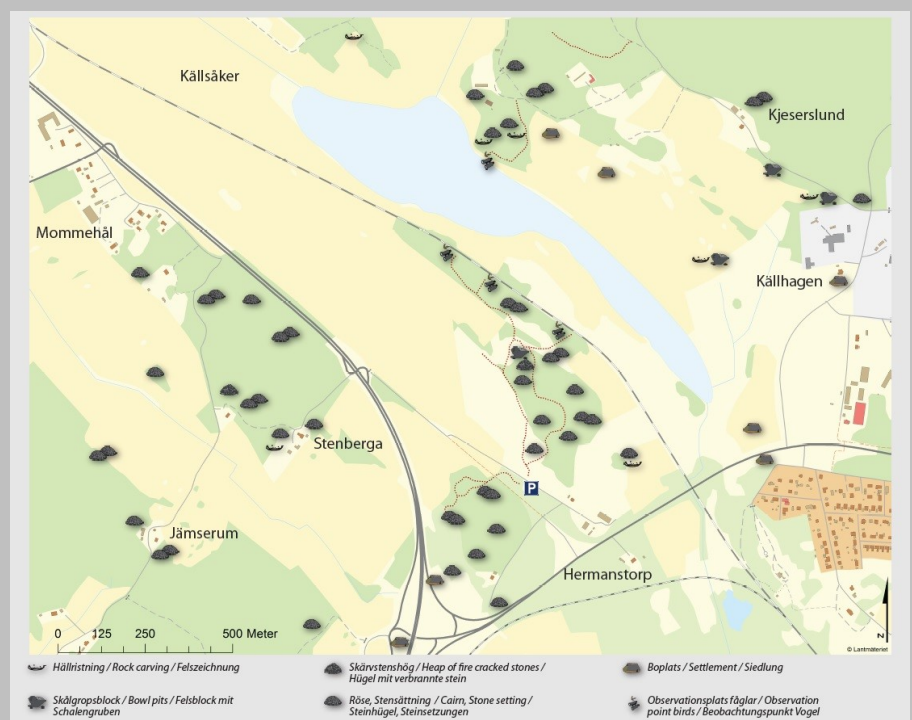 Källsåker
Kjeserslund
Mommehål
Källhagen
Stenberga
P
Jämserum
Hermanstorp
0 125 250 500 Meter
N
© Lantmäteriet
Hällristning / Rock carving / Felszeichnung
Skärvstenshög / Heap of fire cracked stones /
Hügel mit verbrannte stein
Boplats / Settlement / Siedlung
Skålgropsblock / Bowl pits / Felsblock mit
Schalengruben
Röse, Stensättning / Cairn, Stone setting /
Steinhügel, Steinsetzungen
Observationsplats fåglar / Observation
point birds / Beobachtungspunkt Vogel